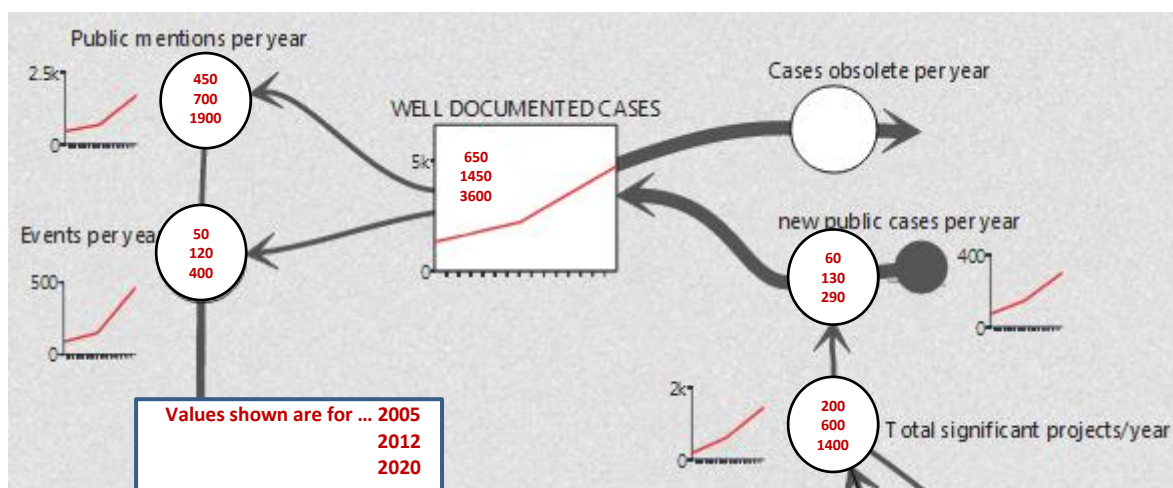 Public mentions per year
2.5k
0
450
700
1900
WELL DOCUMENTED CASES
5k
0
650
1450
3600
Cases obsolete per year
Events per yea
500
0
50
120
400
new public cases per year
60
130
290
400
0
2k
0
200
600
1400
Total significant projects/year
Values shown are for ... 2005
2012
2020